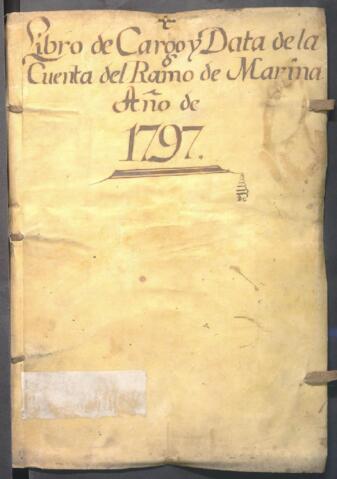 Libro de Cargo y Data de la
Cuenta del Ramo de Marina
Año de
1797.